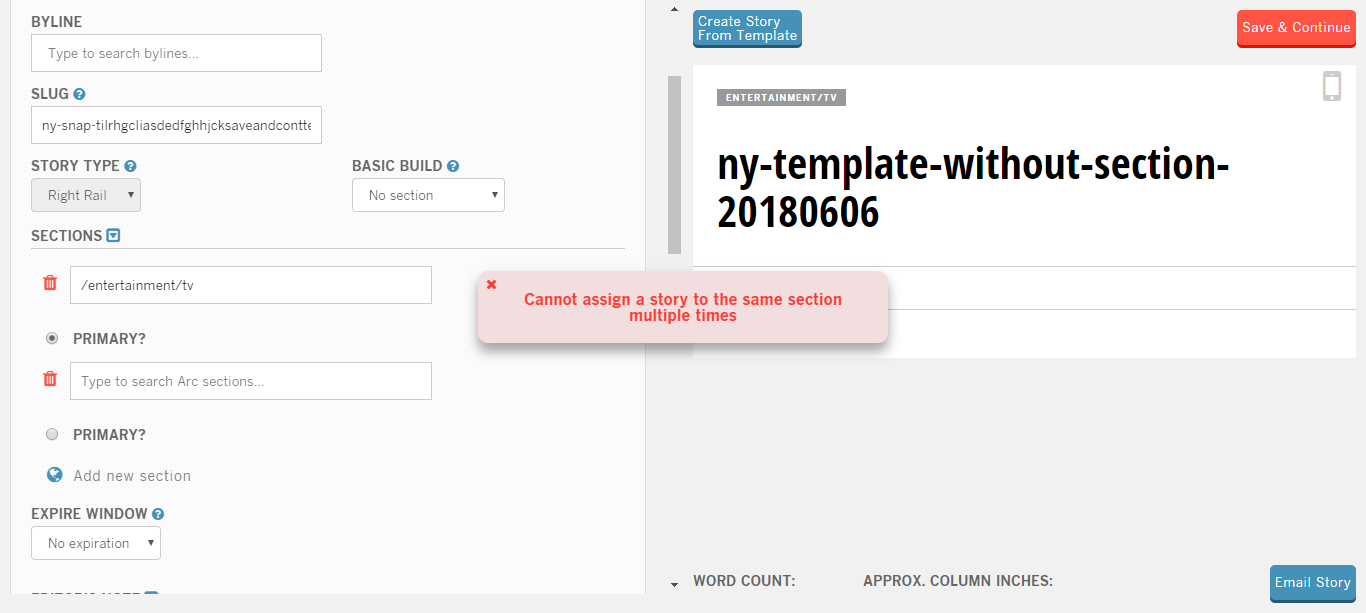 BYLINE
Type to search bylines...
SLUG
ny-snap-tilrhgcliasdedfghhjcksaveandcontte
STORY TYPE
BASIC BUILD
Right Rail
No section
SECTIONS
/entertainment/tv
PRIMARY?
Type to search Arc sections...
PRIMARY?
Add new section
EXPIRE WINDOW
No expiration
Create Story
From Template
Save & Continue
ENTERTAINMENT/TV
ny-template-without-section-
20180606
Cannot assign a story to the same section
multiple times
WORD COUNT:
APPROX. COLUMN INCHES:
Email Story